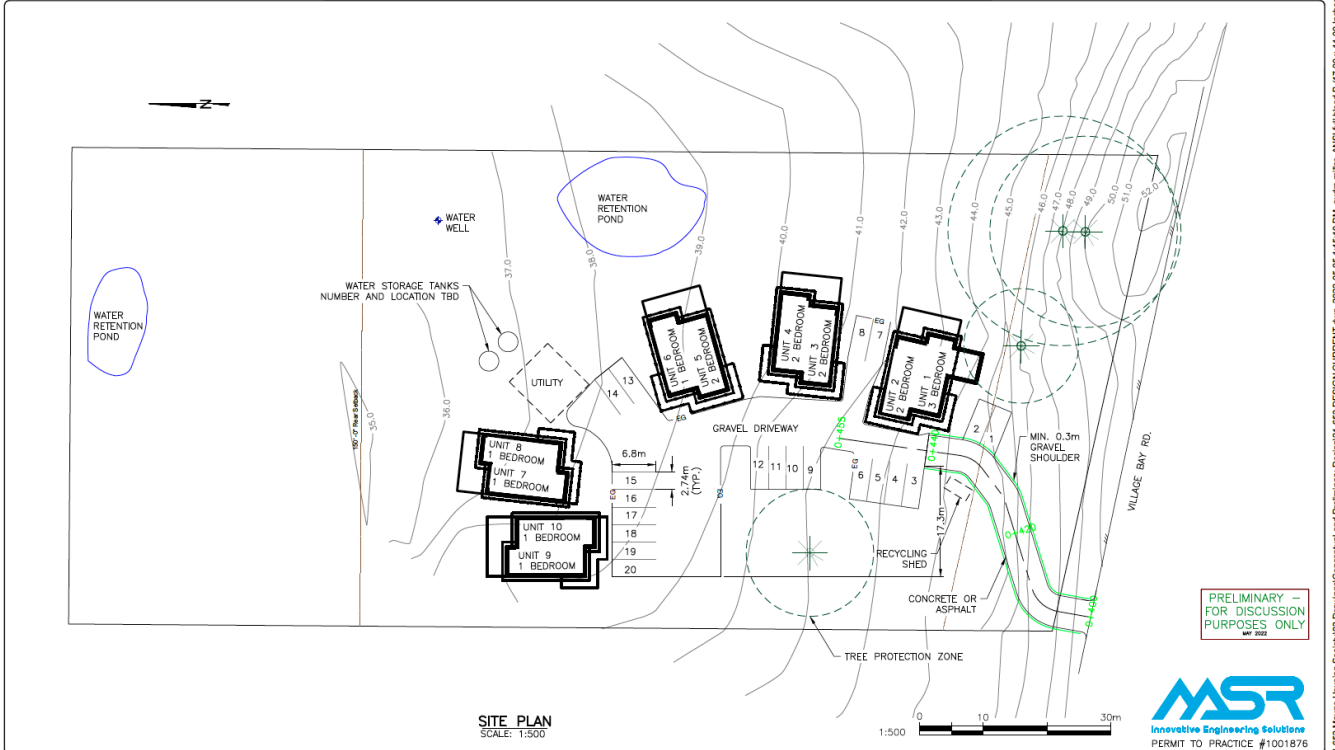 N
WATER
RETENTION
POND
WATER
WELL
WATER STORAGE TANKS
NUMBER AND LOCATION TBD
WATER
RETENTION
POND
150'-0" Rear Setback
35.0
36.0
37.0
38.0
39.0
40.0
41.0
42.0
43.0
44.0
45.0
46.0
47.0
48.0
49.0
50.0
51.0
52.0
UTILITY
13
14
UNIT 6
1 BEDROOM
UNIT 5
2 BEDROOM
UNIT 4
2 BEDROOM
UNIT 3
2 BEDROOM
EG
8
7
UNIT 2
2 BEDROOM
UNIT 1
3 BEDROOM
2
1
EG
GRAVEL DRIVEWAY
0+455
0+440
MIN. 0.3m
GRAVEL
SHOULDER
VILLAGE BAY RD.
UNIT 8
1 BEDROOM
UNIT 7
1 BEDROOM
UNIT 10
1 BEDROOM
UNIT 9
1 BEDROOM
6.8m
2.74m
(TYP.)
EG
15
16
17
18
19
20
EG
12
11
10
9
EG
6
5
4
3
17.3m
RECYCLING
SHED
0+420
CONCRETE OR
ASPHALT
0+400
TREE PROTECTION ZONE
PRELIMINARY –
FOR DISCUSSION
PURPOSES ONLY
MAY 2022
SITE PLAN
SCALE: 1:500
1:500
0
10
30m
MSR
Innovative Engineering Solutions
PERMIT TO PRACTICE #1001876